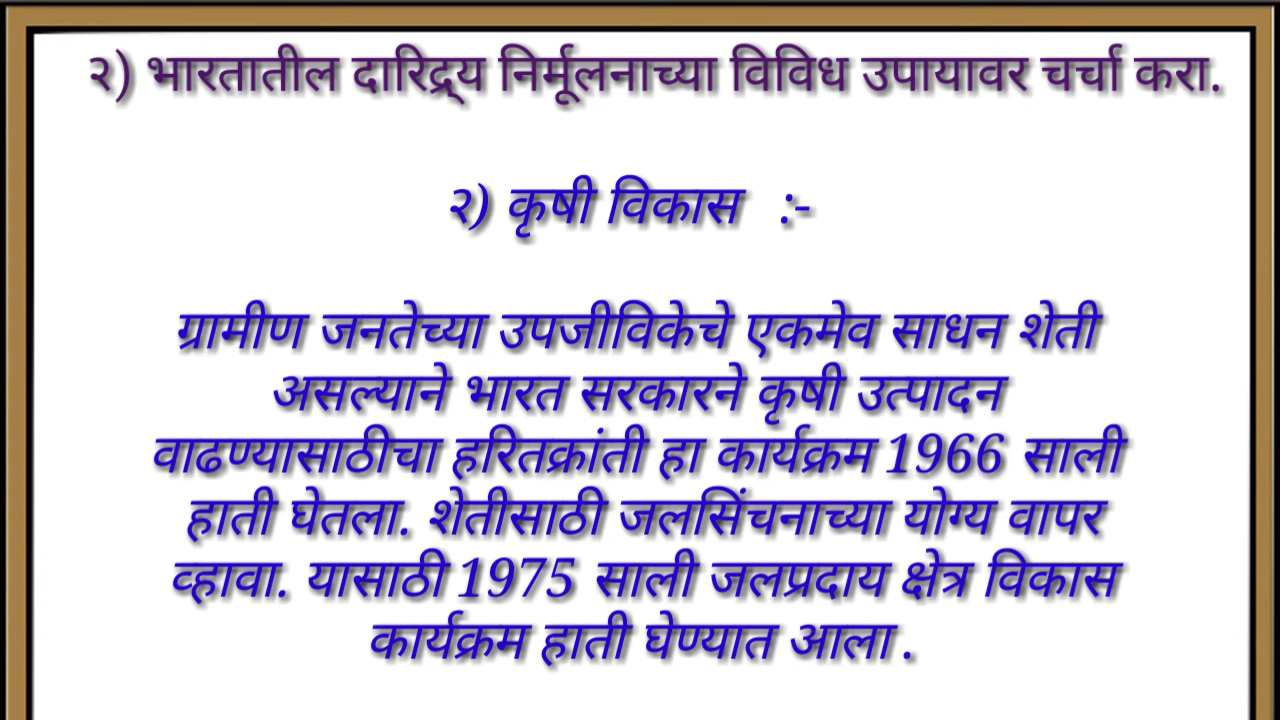 २) भारतातील दारिद्र्य निर्मूलनाच्या विविध उपायावर चर्चा करा.
२) कृषी विकास :-
ग्रामीण जनतेच्या उपजीविकेचे एकमेव साधन शेती
असल्याने भारत सरकारने कृषी उत्पादन
वाढण्यासाठीचा हरितक्रांती हा कार्यक्रम 1966 साली
हाती घेतला. शेतीसाठी जलसिंचनाच्या योग्य वापर
व्हावा. यासाठी 1975 साली जलप्रदाय क्षेत्र विकास
कार्यक्रम हाती घेण्यात आला .